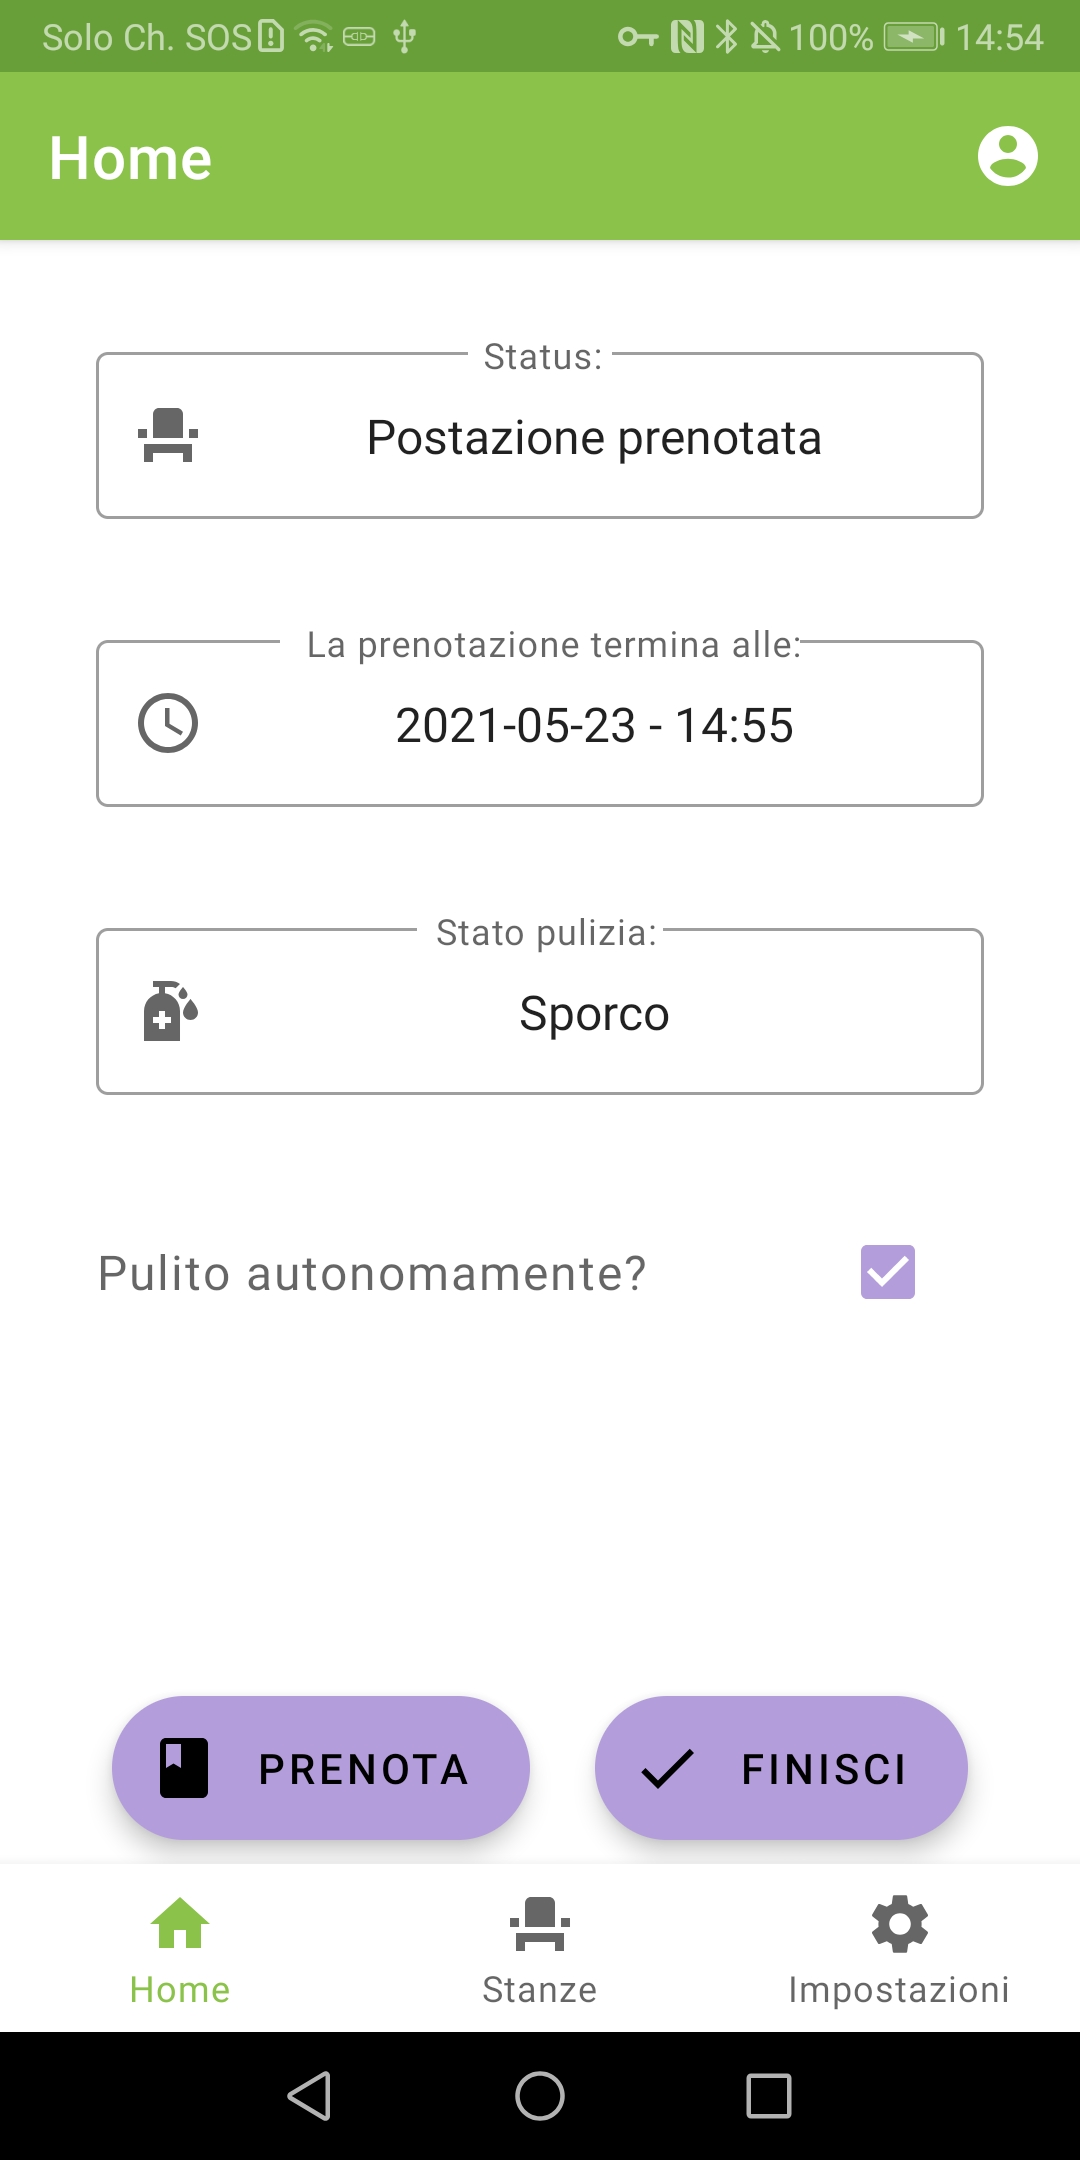 Solo Ch. SOS 100% 14:54
Home
Status:
Postazione prenotata
La prenotazione termina alle:
2021-05-23 - 14:55
Stato pulizia:
Sporco
Pulito autonomamente?
PRENOTA FINISCI
Home Stanze Impostazioni